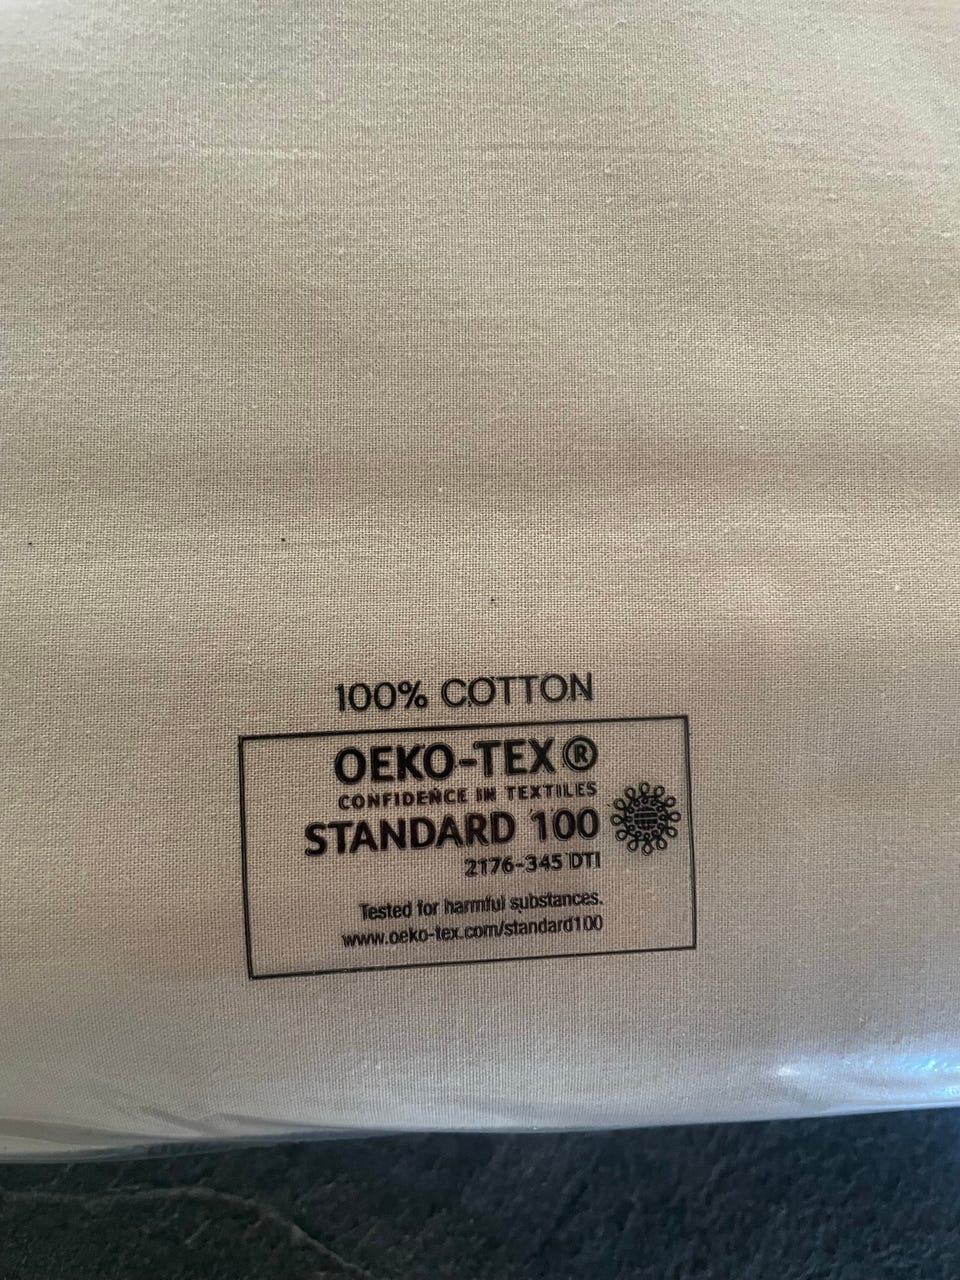 100% COTTON
OEKO-TEX®
CONFIDENCE IN TEXTILES
STANDARD 100
2176-345 DTI
Tested for harmful substances.
www.oeko-tex.com/standard100